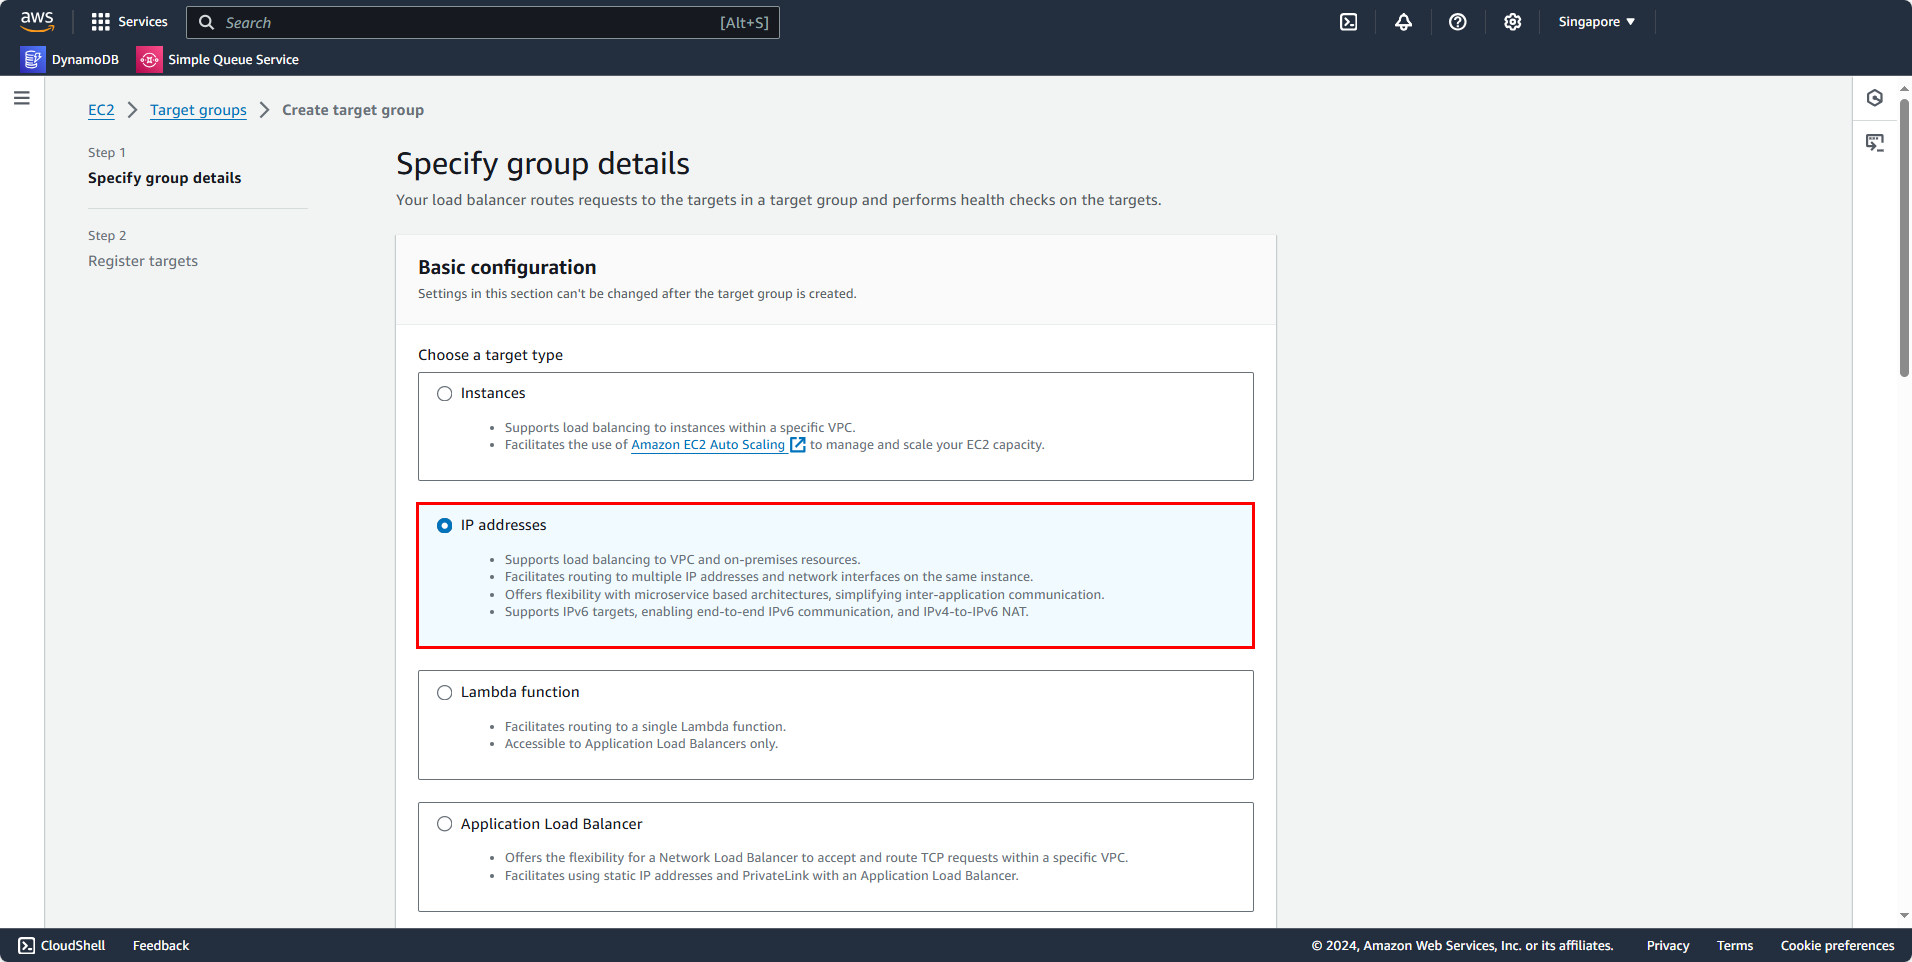 aws
Services
Search
[Alt+S]
Singapore
DynamoDB
Simple Queue Service
EC2
Target groups
Create target group
Step 1
Specify group details
Step 2
Register targets
Specify group details
Your load balancer routes requests to the targets in a target group and performs health checks on the targets.
Basic configuration
Settings in this section can't be changed after the target group is created.
Choose a target type
Instances
• Supports load balancing to instances within a specific VPC.
• Facilitates the use of Amazon EC2 Auto Scaling to manage and scale your EC2 capacity.
IP addresses
• Supports load balancing to VPC and on-premises resources.
• Facilitates routing to multiple IP addresses and network interfaces on the same instance.
• Offers flexibility with microservice based architectures, simplifying inter-application communication.
• Supports IPv6 targets, enabling end-to-end IPv6 communication, and IPv4-to-IPv6 NAT.
Lambda function
• Facilitates routing to a single Lambda function.
• Accessible to Application Load Balancers only.
Application Load Balancer
• Offers the flexibility for a Network Load Balancer to accept and route TCP requests within a specific VPC.
• Facilitates using static IP addresses and PrivateLink with an Application Load Balancer.
CloudShell
Feedback
© 2024, Amazon Web Services, Inc. or its affiliates.
Privacy
Terms
Cookie preferences